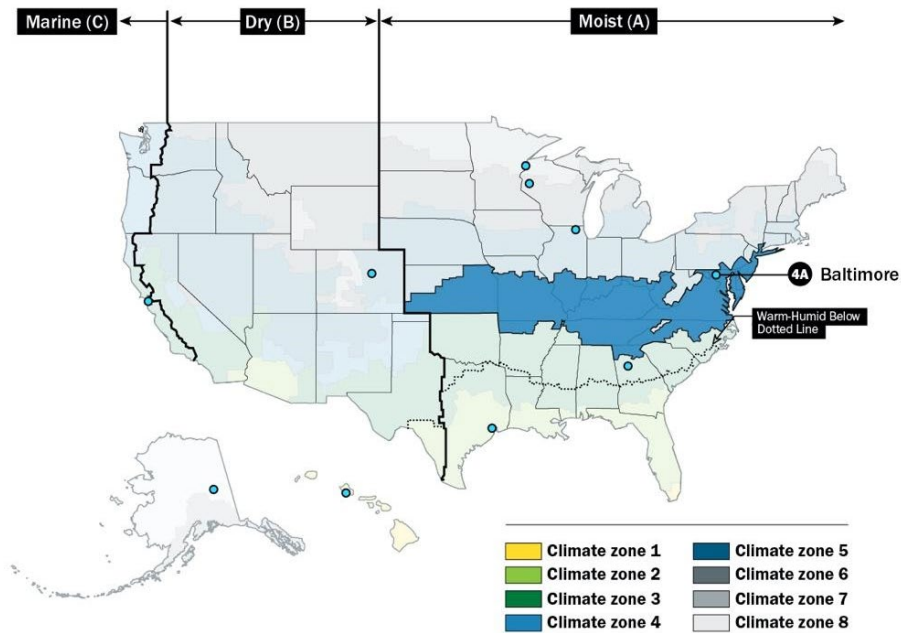 Marine (C)
Dry (B)
Moist (A)
4A Baltimore
Warm-Humid Below
Dotted Line
Climate zone 1
Climate zone 2
Climate zone 3
Climate zone 4
Climate zone 5
Climate zone 6
Climate zone 7
Climate zone 8